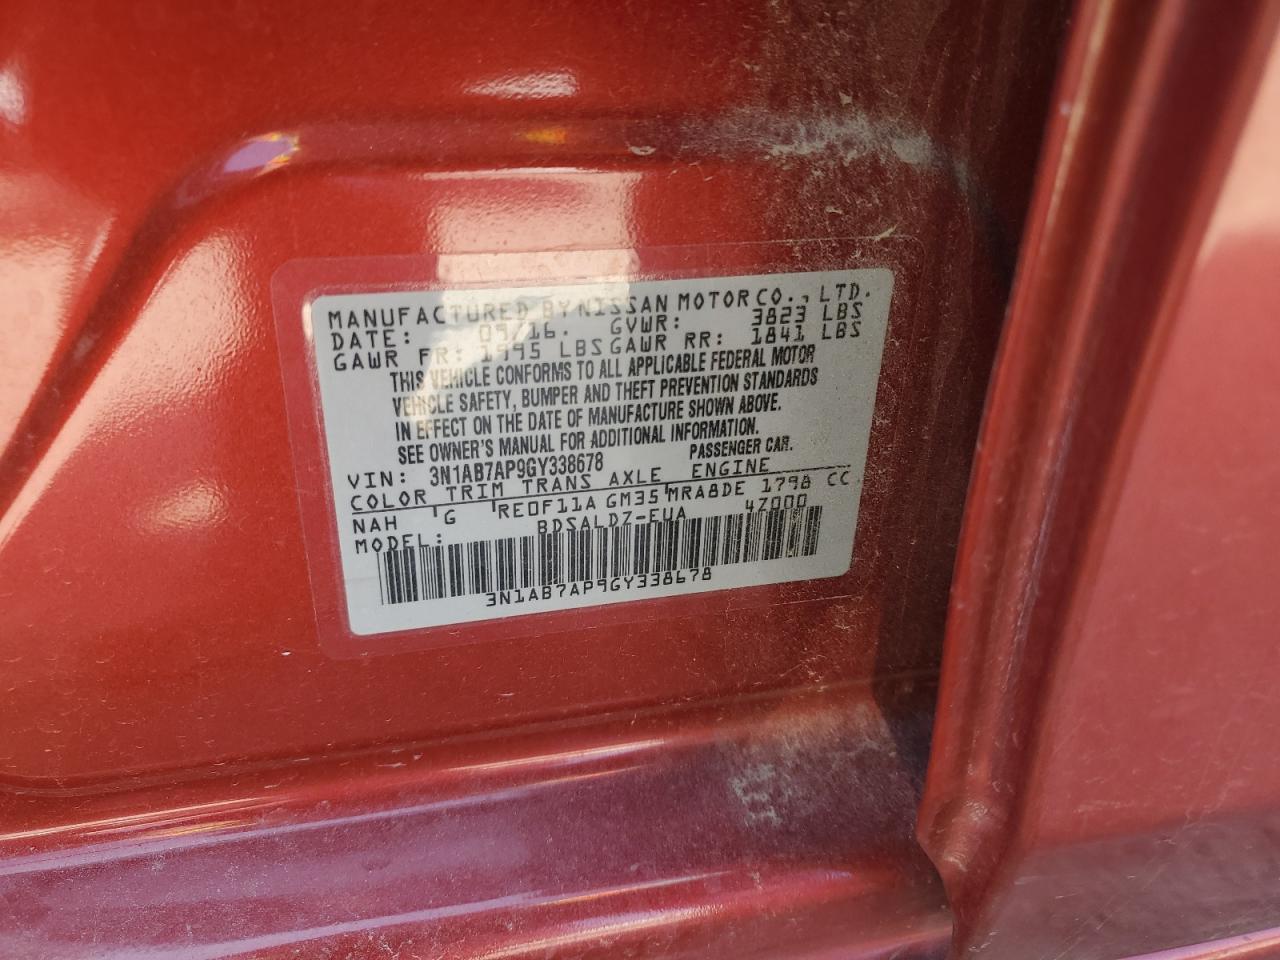 MANUFACTURED BY NISSAN MOTOR CO., LTD.
DATE: 09/16. GVWR: 3823 LBS
GAWR FR: 1995 LBS GAWR RR: 1841 LBS
THIS VEHICLE CONFORMS TO ALL APPLICABLE FEDERAL MOTOR
VEHICLE SAFETY, BUMPER AND THEFT PREVENTION STANDARDS
IN EFFECT ON THE DATE OF MANUFACTURE SHOWN ABOVE.
SEE OWNER'S MANUAL FOR ADDITIONAL INFORMATION.
VIN: 3N1AB7AP9GY338678 PASSENGER CAR.
COLOR TRIM TRANS AXLE ENGINE
NAH G RE0F11A GM35 MRA8DE 1798 CC
MODEL: BDSALDZ-EUA 4Z000
3N1AB7AP9GY338678